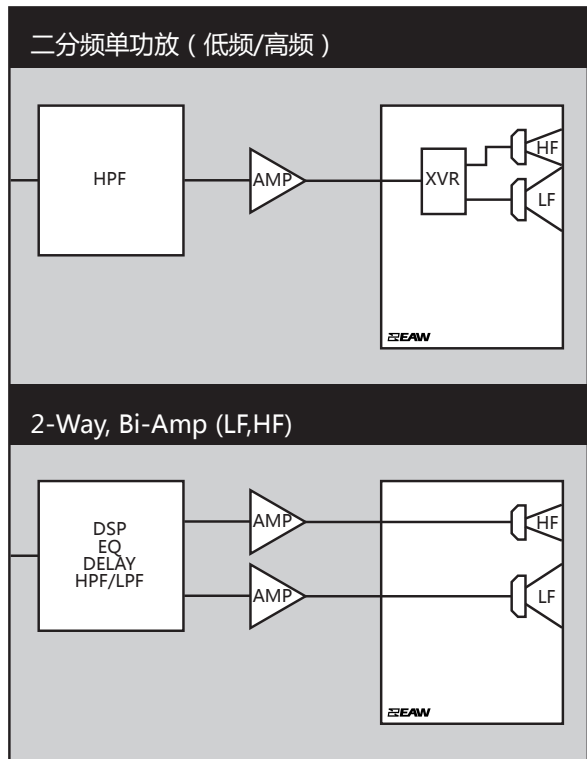 二分频单功放（低频/高频）
HPF
AMP
XVR
HF
LF
EAW
2-Way, Bi-Amp (LF,HF)
DSP
EQ
DELAY
HPF/LPF
AMP
AMP
HF
LF
EAW